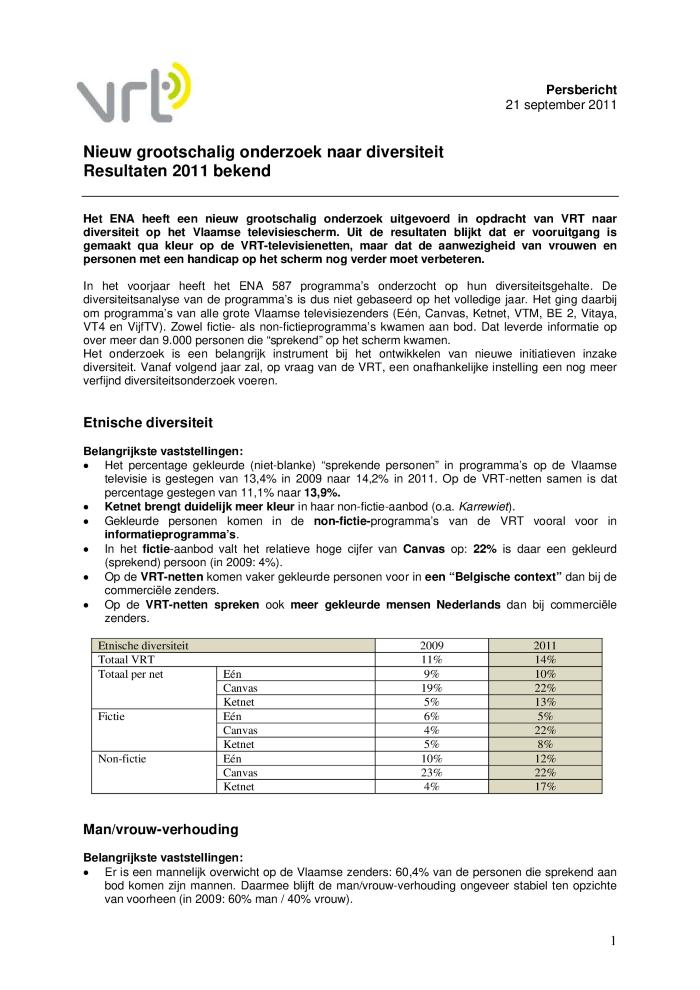 vrt
Persbericht
21 september 2011
Nieuw grootschalig onderzoek naar diversiteit
Resultaten 2011 bekend
Het ENA heeft een nieuw grootschalig onderzoek uitgevoerd in opdracht van VRT naar
diversiteit op het Vlaamse televisiescherm. Uit de resultaten blijkt dat er vooruitgang is
gemaakt qua kleur op de VRT-televisienetten, maar dat de aanwezigheid van vrouwen en
personen met een handicap op het scherm nog verder moet verbeteren.
In het voorjaar heeft het ENA 587 programma's onderzocht op hun diversiteitsgehalte. De
diversiteitsanalyse van de programma's is dus niet gebaseerd op het volledige jaar. Het ging daarbij
om programma's van alle grote Vlaamse televisiezenders (Eén, Canvas, Ketnet, VTM, BE 2, Vitaya,
VT4 en VijfTV). Zowel fictie- als non-fictieprogramma's kwamen aan bod. Dat leverde informatie op
over meer dan 9.000 personen die "sprekend" op het scherm kwamen.
Het onderzoek is een belangrijk instrument bij het ontwikkelen van nieuwe initiatieven inzake
diversiteit. Vanaf volgend jaar zal, op vraag van de VRT, een onafhankelijke instelling een nog meer
verfijnd diversiteitsonderzoek voeren.
Etnische diversiteit
Belangrijkste vaststellingen:
• Het percentage gekleurde (niet-blanke) "sprekende personen" in programma's op de Vlaamse
televisie is gestegen van 13,4% in 2009 naar 14,2% in 2011. Op de VRT-netten samen is dat
percentage gestegen van 11,1% naar 13,9%.
• Ketnet brengt duidelijk meer kleur in haar non-fictie-aanbod (o.a. Karrewiet).
• Gekleurde personen komen in de non-fictie-programma's van de VRT vooral voor in
informatieprogramma's.
• In het fictie-aanbod valt het relatieve hoge cijfer van Canvas op: 22% is daar een gekleurd
(sprekend) persoon (in 2009: 4%).
• Op de VRT-netten komen vaker gekleurde personen voor in een "Belgische context" dan bij de
commerciële zenders.
• Op de VRT-netten spreken ook meer gekleurde mensen Nederlands dan bij commerciële
zenders.
Etnische diversiteit 2009 2011
Totaal VRT 11% 14%
Totaal per net Eén 9% 10%
Canvas 19% 22%
Ketnet 5% 13%
Fictie Eén 6% 5%
Canvas 4% 22%
Ketnet 5% 8%
Non-fictie Eén 10% 12%
Canvas 23% 22%
Ketnet 4% 17%
Man/vrouw-verhouding
Belangrijkste vaststellingen:
• Er is een mannelijk overwicht op de Vlaamse zenders: 60,4% van de personen die sprekend aan
bod komen zijn mannen. Daarmee blijft de man/vrouw-verhouding ongeveer stabiel ten opzichte
van voorheen (in 2009: 60% man / 40% vrouw).
1